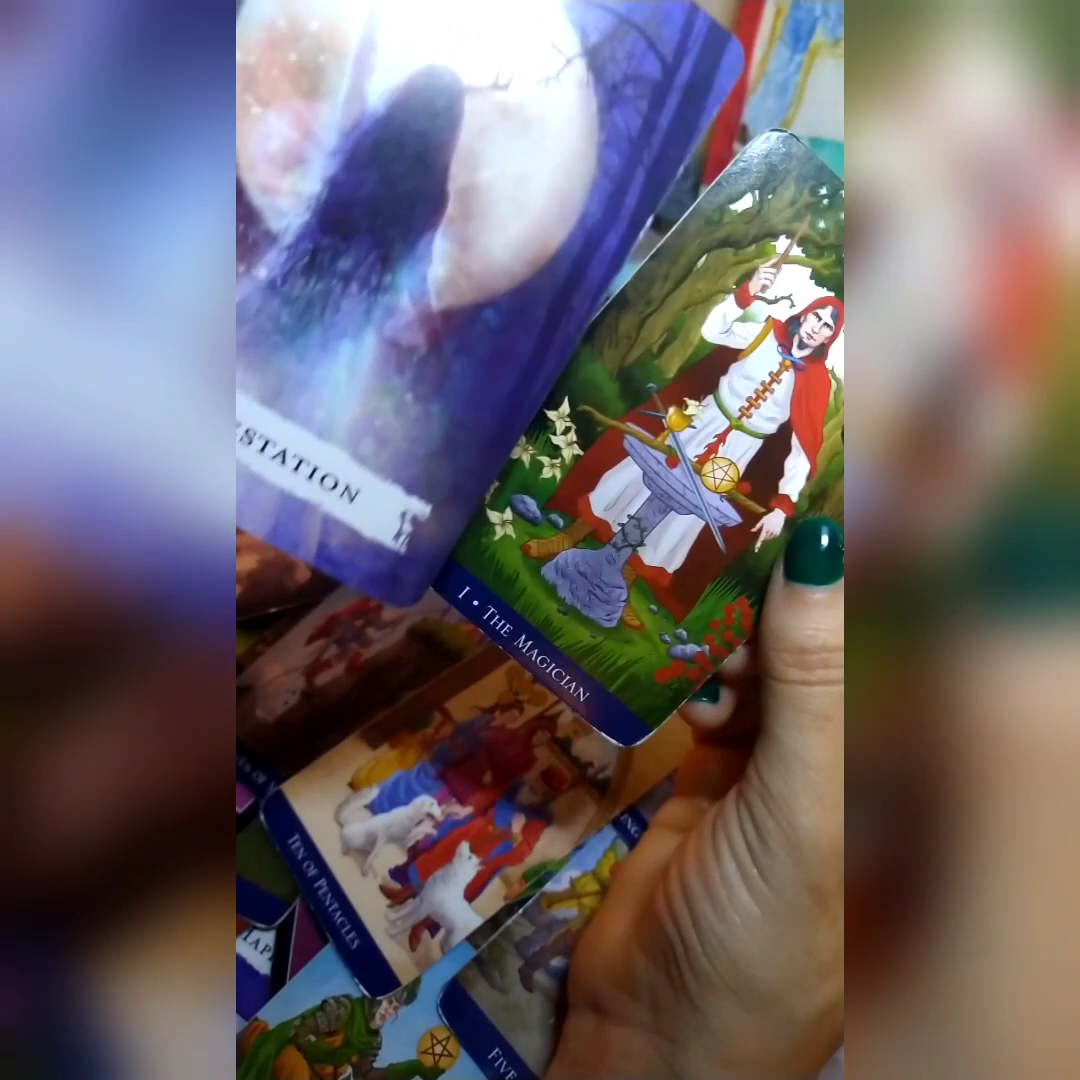 STATION
I • THE MAGICIAN
TEN OF PENTACLES
FIVE